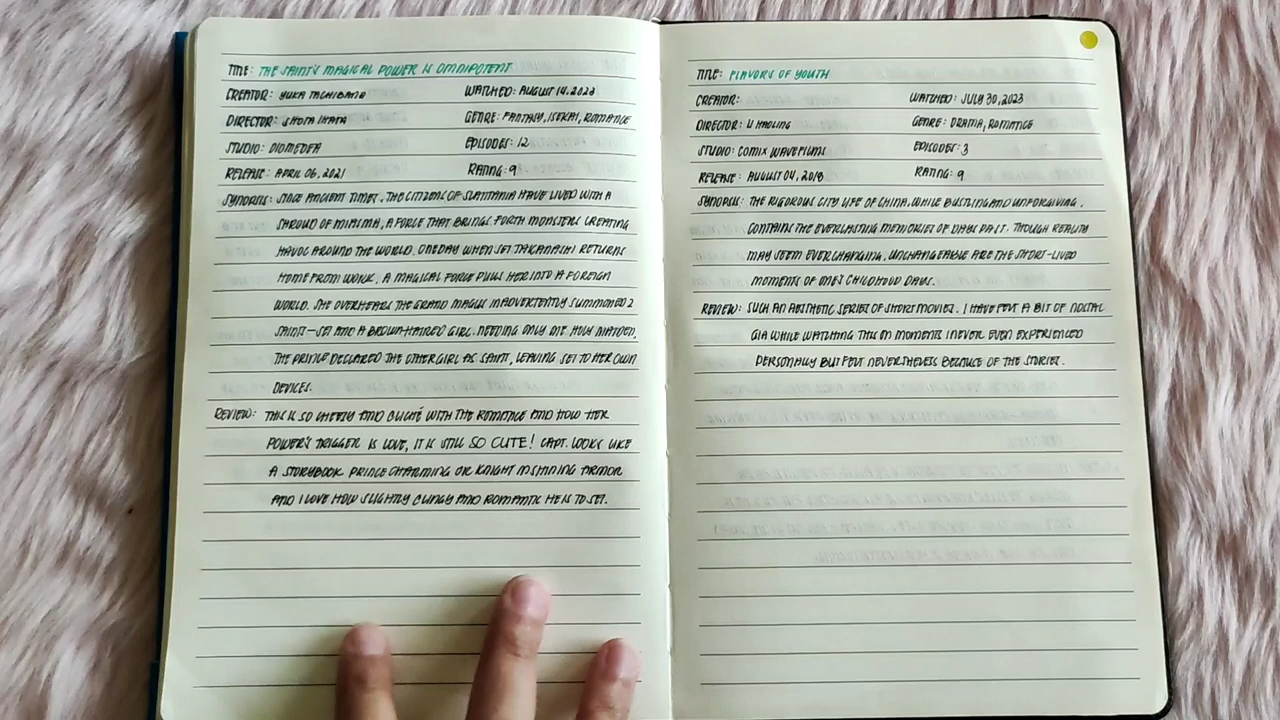 TITLE: THE SAINT'S MAGICAL POWER IS OMNIPOTENT
CREATOR: YUKA TACHIBANA WATCHED: AUGUST 14, 2023
DIRECTOR: SHOTA IHATA GENRE: FANTASY, ISEKAI, ROMANCE
STUDIO: DIOMEDEA EPISODES: 12
RELEASE: APRIL 06, 2021 RATING: 9
SYNOPSIS: SINCE ANCIENT TIMES, THE CITIZENS OF SLANTANIA HAVE LIVED WITH A
SHROUD OF MIASMA, A FORCE THAT BRINGS FORTH MONSTERS CREATING
HAVOC AROUND THE WORLD. ONE DAY WHEN SEI TAKANASHI RETURNS
HOME FROM WORK, A MAGICAL FORCE PULLS HER INTO A FOREIGN
WORLD. SHE OVERHEARS THE GRAND MAGUS INADVERTENTLY SUMMONED 2
SAINTS—SEI AND A BROWN-HAIRED GIRL. NEEDING ONLY ONE HOLY MAIDEN,
THE PRINCE DECLARED THE OTHER GIRL AS SAINT, LEAVING SEI TO HER OWN
DEVICES.
REVIEW: THIS IS SO CHEESY AND CLICHÉ WITH THE ROMANCE AND HOW HER
POWER'S TRIGGER IS LOVE, IT IS STILL SO CUTE! CAPT. LOOKS LIKE
A STORYBOOK PRINCE CHARMING OR KNIGHT IN SHINING ARMOR
AND I LOVE HOW SLIGHTLY CLINGY AND ROMANTIC HE IS TO SEI.
TITLE: FLAVORS OF YOUTH
CREATOR: WATCHED: JULY 30, 2023
DIRECTOR: LI HAOLING GENRE: DRAMA, ROMANCE
STUDIO: COMIX WAVE FILMS EPISODES: 3
RELEASE: AUGUST 04, 2018 RATING: 9
SYNOPSIS: THE RIGOROUS CITY LIFE OF CHINA, WHILE BUSTLING AND UNFORGIVING,
CONTAINS THE EVERLASTING MEMORIES OF DAYS PAST. THOUGH REALITY
MAY SEEM EVERCHANGING, UNCHANGEABLE ARE THE SHORT-LIVED
MOMENTS OF ONE'S CHILDHOOD DAYS.
REVIEW: SUCH AN AESTHETIC SERIES OF SHORT MOVIES. I HAVE FELT A BIT OF NOSTAL
GIA WHILE WATCHING THIS ON MOMENTS I NEVER EVEN EXPERIENCED
PERSONALLY BUT FELT NEVERTHELESS BECAUSE OF THE STORIES.